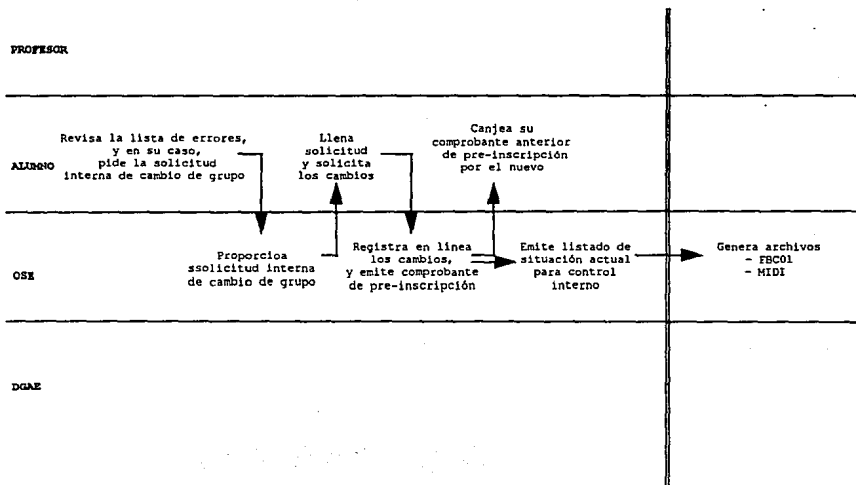 PROFESOR
ALUMNO
Revisa la lista de errores,
y en su caso,
pide la solicitud
interna de cambio de grupo
Llena
solicitud
y solicita
los cambios
Canjea su
comprobante anterior
de pre-inscripción
por el nuevo
OSE
Proporcioa
ssolicitud interna
de cambio de grupo
Registra en línea
los cambios,
y emite comprobante
de pre-inscripción
Emite listado de
situación actual
para control
interno
Genera archivos
- FBC01
- MIDI
DGAE